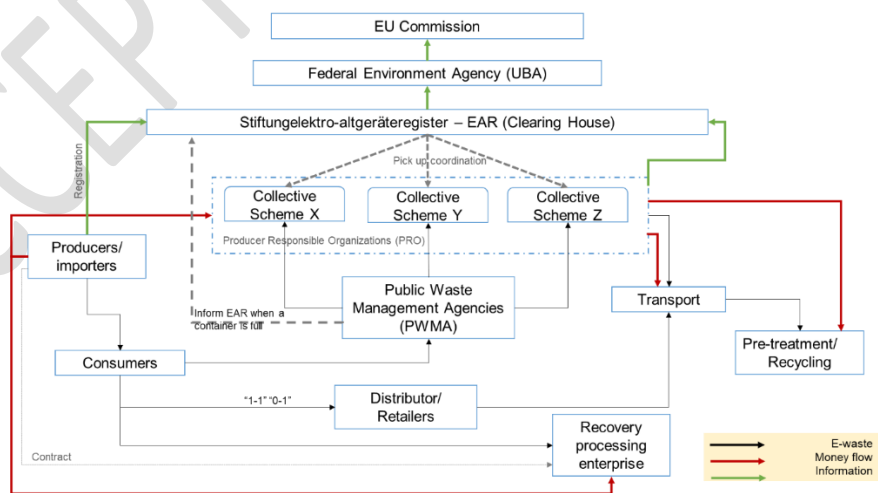 EU Commission
Federal Environment Agency (UBA)
Stiftungelektro-altgeräteregister – EAR (Clearing House)
Pick up coordination
Registration
Collective
Scheme X
Collective
Scheme Y
Collective
Scheme Z
Producer Responsible Organizations (PRO)
Producers/
importers
Public Waste
Management Agencies
(PWMA)
Transport
Inform EAR when a
container is full
Pre-treatment/
Recycling
Consumers
"1-1" "0-1"
Distributor/
Retailers
Recovery
processing
enterprise
Contract
E-waste
Money flow
Information
CEPT